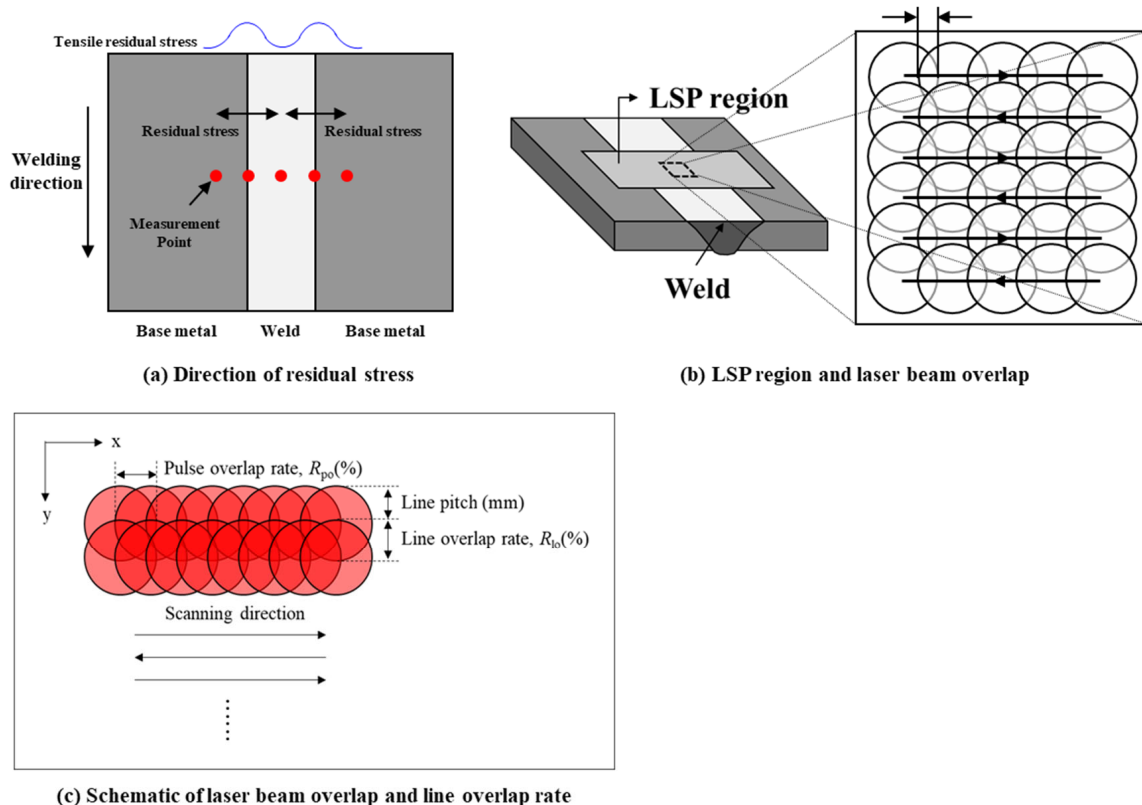 Tensile residual stress
Residual stress
Residual stress
Welding
direction
Measurement
Point
Base metal
Weld
Base metal
(a) Direction of residual stress
LSP region
Weld
(b) LSP region and laser beam overlap
x
y
Pulse overlap rate, Rpo(%)
Line pitch (mm)
Line overlap rate, Rlo(%)
Scanning direction
(c) Schematic of laser beam overlap and line overlap rate